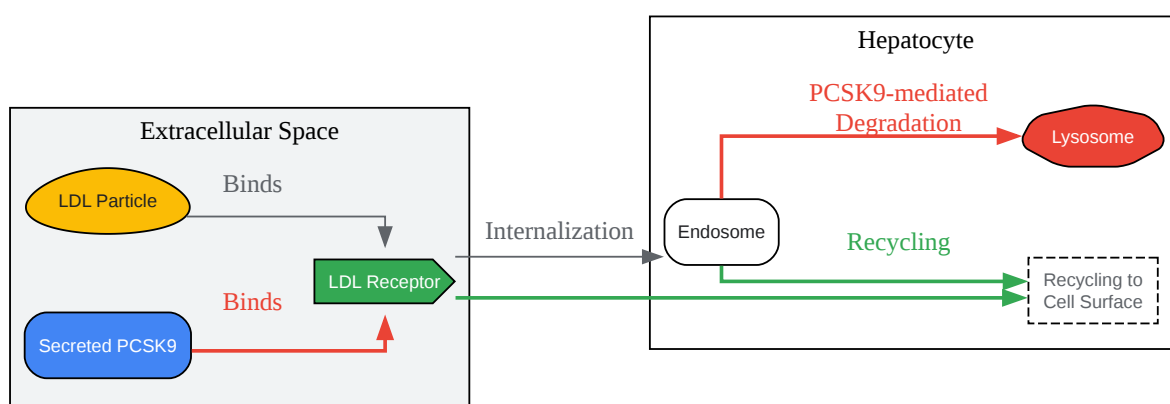 Hepatocyte
PCSK9-mediated
Degradation
Lysosome
Extracellular Space
LDL Particle
Binds
Internalization
Endosome
Recycling
LDL Receptor
Recycling to
Cell Surface
Binds
Secreted PCSK9